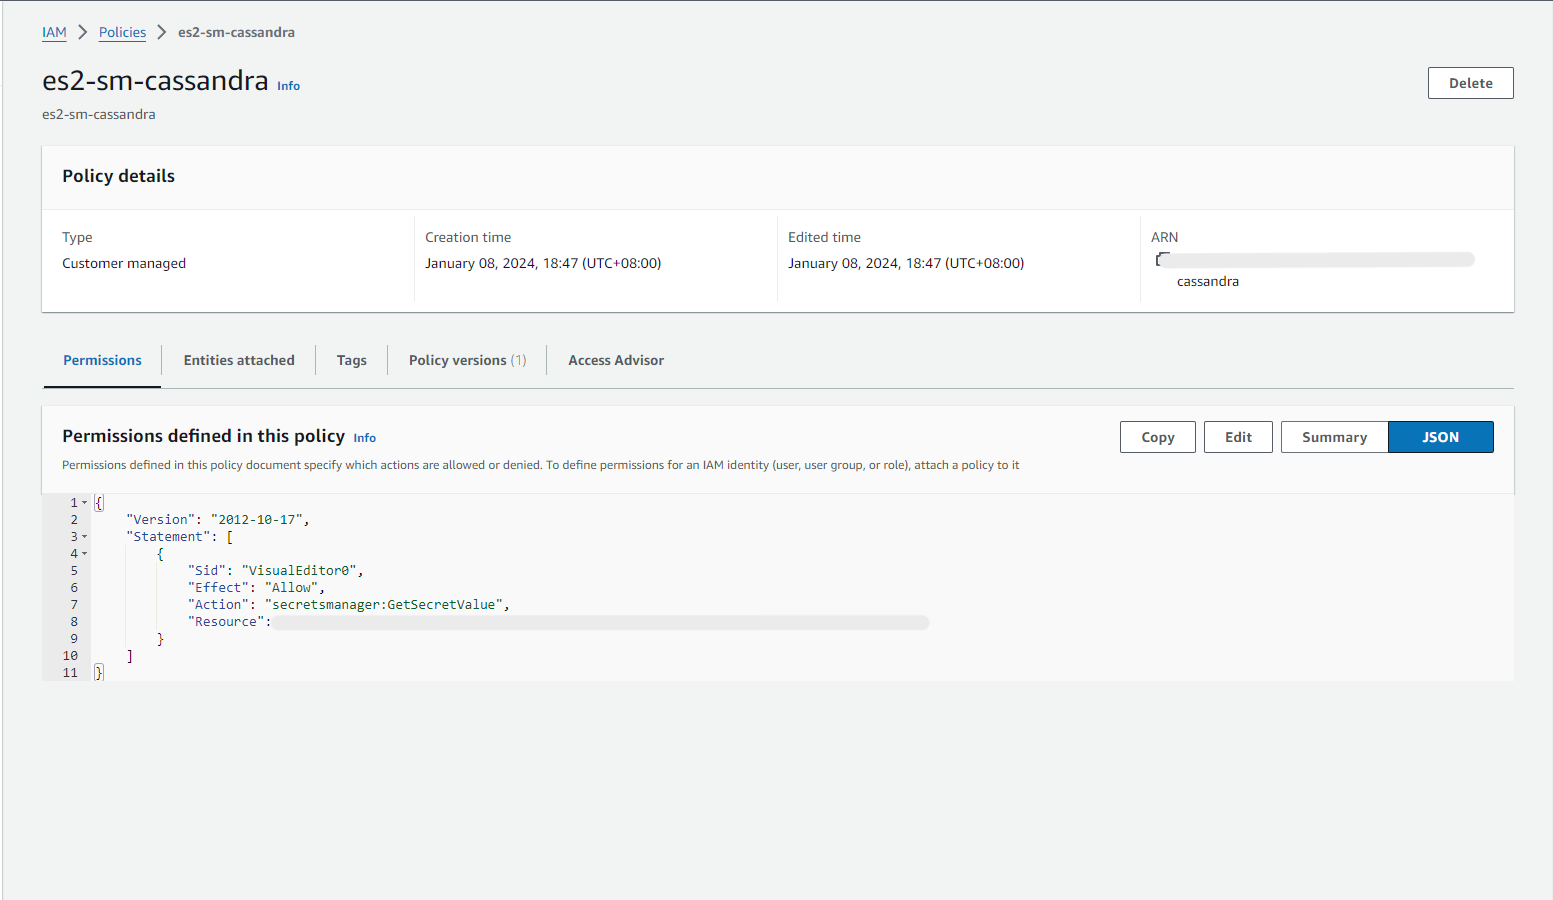 IAM > Policies > es2-sm-cassandra
es2-sm-cassandra Info
Delete
es2-sm-cassandra
Policy details
Type
Customer managed
Creation time
January 08, 2024, 18:47 (UTC+08:00)
Edited time
January 08, 2024, 18:47 (UTC+08:00)
ARN
cassandra
Permissions
Entities attached
Tags
Policy versions (1)
Access Advisor
Permissions defined in this policy Info
Permissions defined in this policy document specify which actions are allowed or denied. To define permissions for an IAM identity (user, user group, or role), attach a policy to it
Copy
Edit
Summary
JSON
1 {
2 "Version": "2012-10-17",
3 "Statement": [
4 {
5 "Sid": "VisualEditor0",
6 "Effect": "Allow",
7 "Action": "secretsmanager:GetSecretValue",
8 "Resource":
9 }
10 ]
11 }